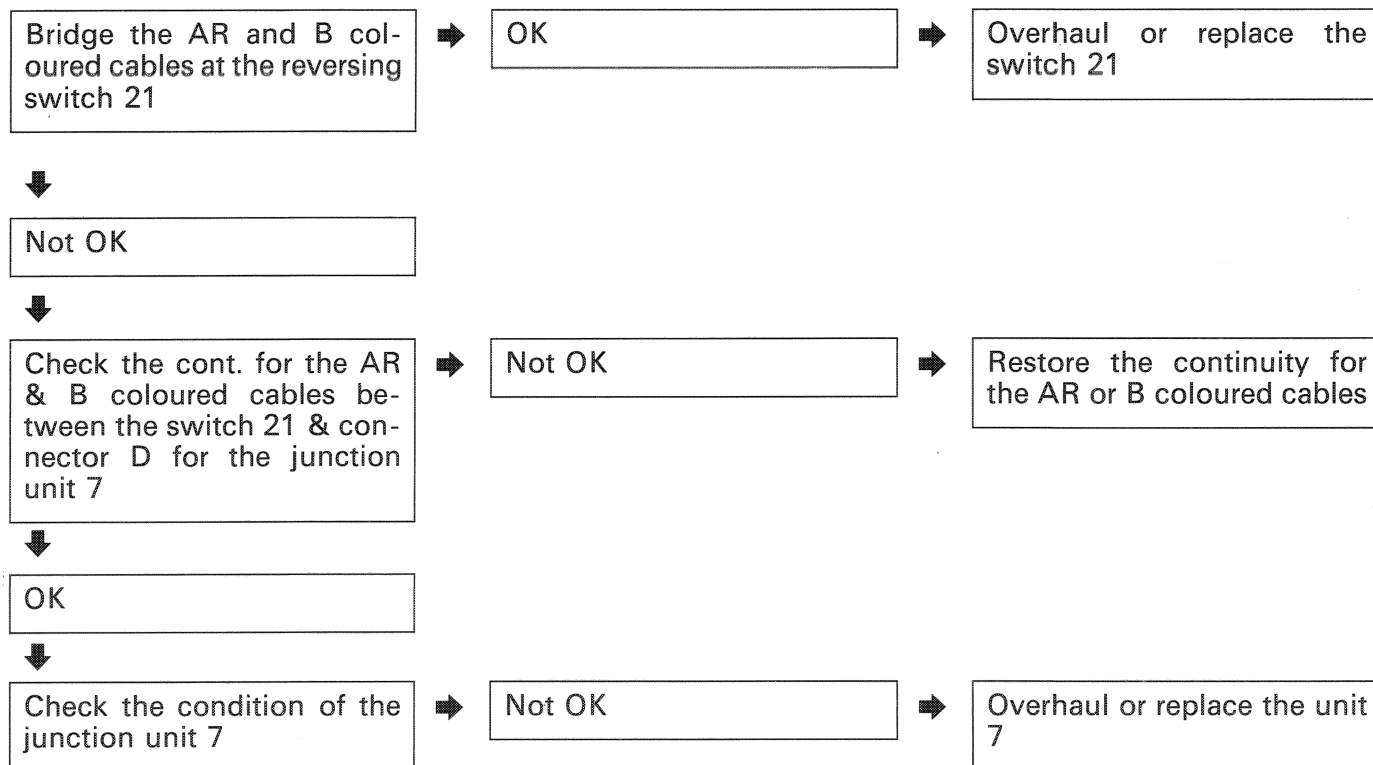 Bridge the AR and B col-
oured cables at the reversing
switch 21
OK
Overhaul or replace the
switch 21
Not OK
Check the cont. for the AR
& B coloured cables be-
tween the switch 21 & con-
nector D for the junction
unit 7
Not OK
Restore the continuity for
the AR or B coloured cables
OK
Check the condition of the
junction unit 7
Not OK
Overhaul or replace the unit
7